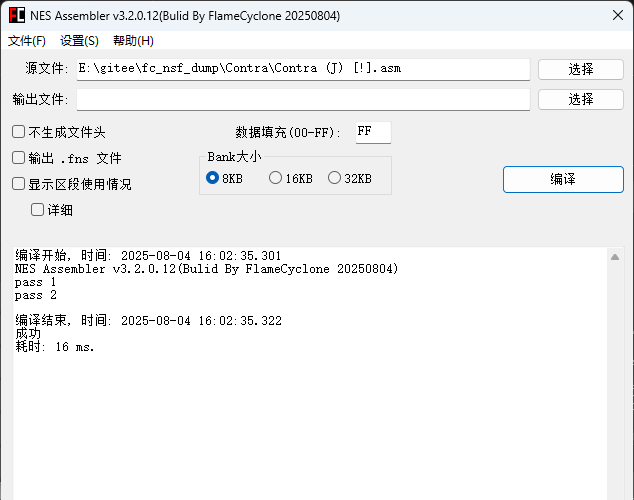 NES Assembler v3.2.0.12(Bulid By FlameCyclone 20250804)
文件(F) 设置(S) 帮助(H)
源文件: E:\gitee\fc_nsf_dump\Contra\Contra (J) [!].asm 选择
输出文件: 选择
不生成文件头 数据填充(00-FF): FF
输出 .fns 文件 Bank大小
显示区段使用情况 8KB 16KB 32KB 编译
详细
编译开始, 时间: 2025-08-04 16:02:35.301
NES Assembler v3.2.0.12(Bulid By FlameCyclone 20250804)
pass 1
pass 2
编译结束, 时间: 2025-08-04 16:02:35.322
成功
耗时: 16 ms.